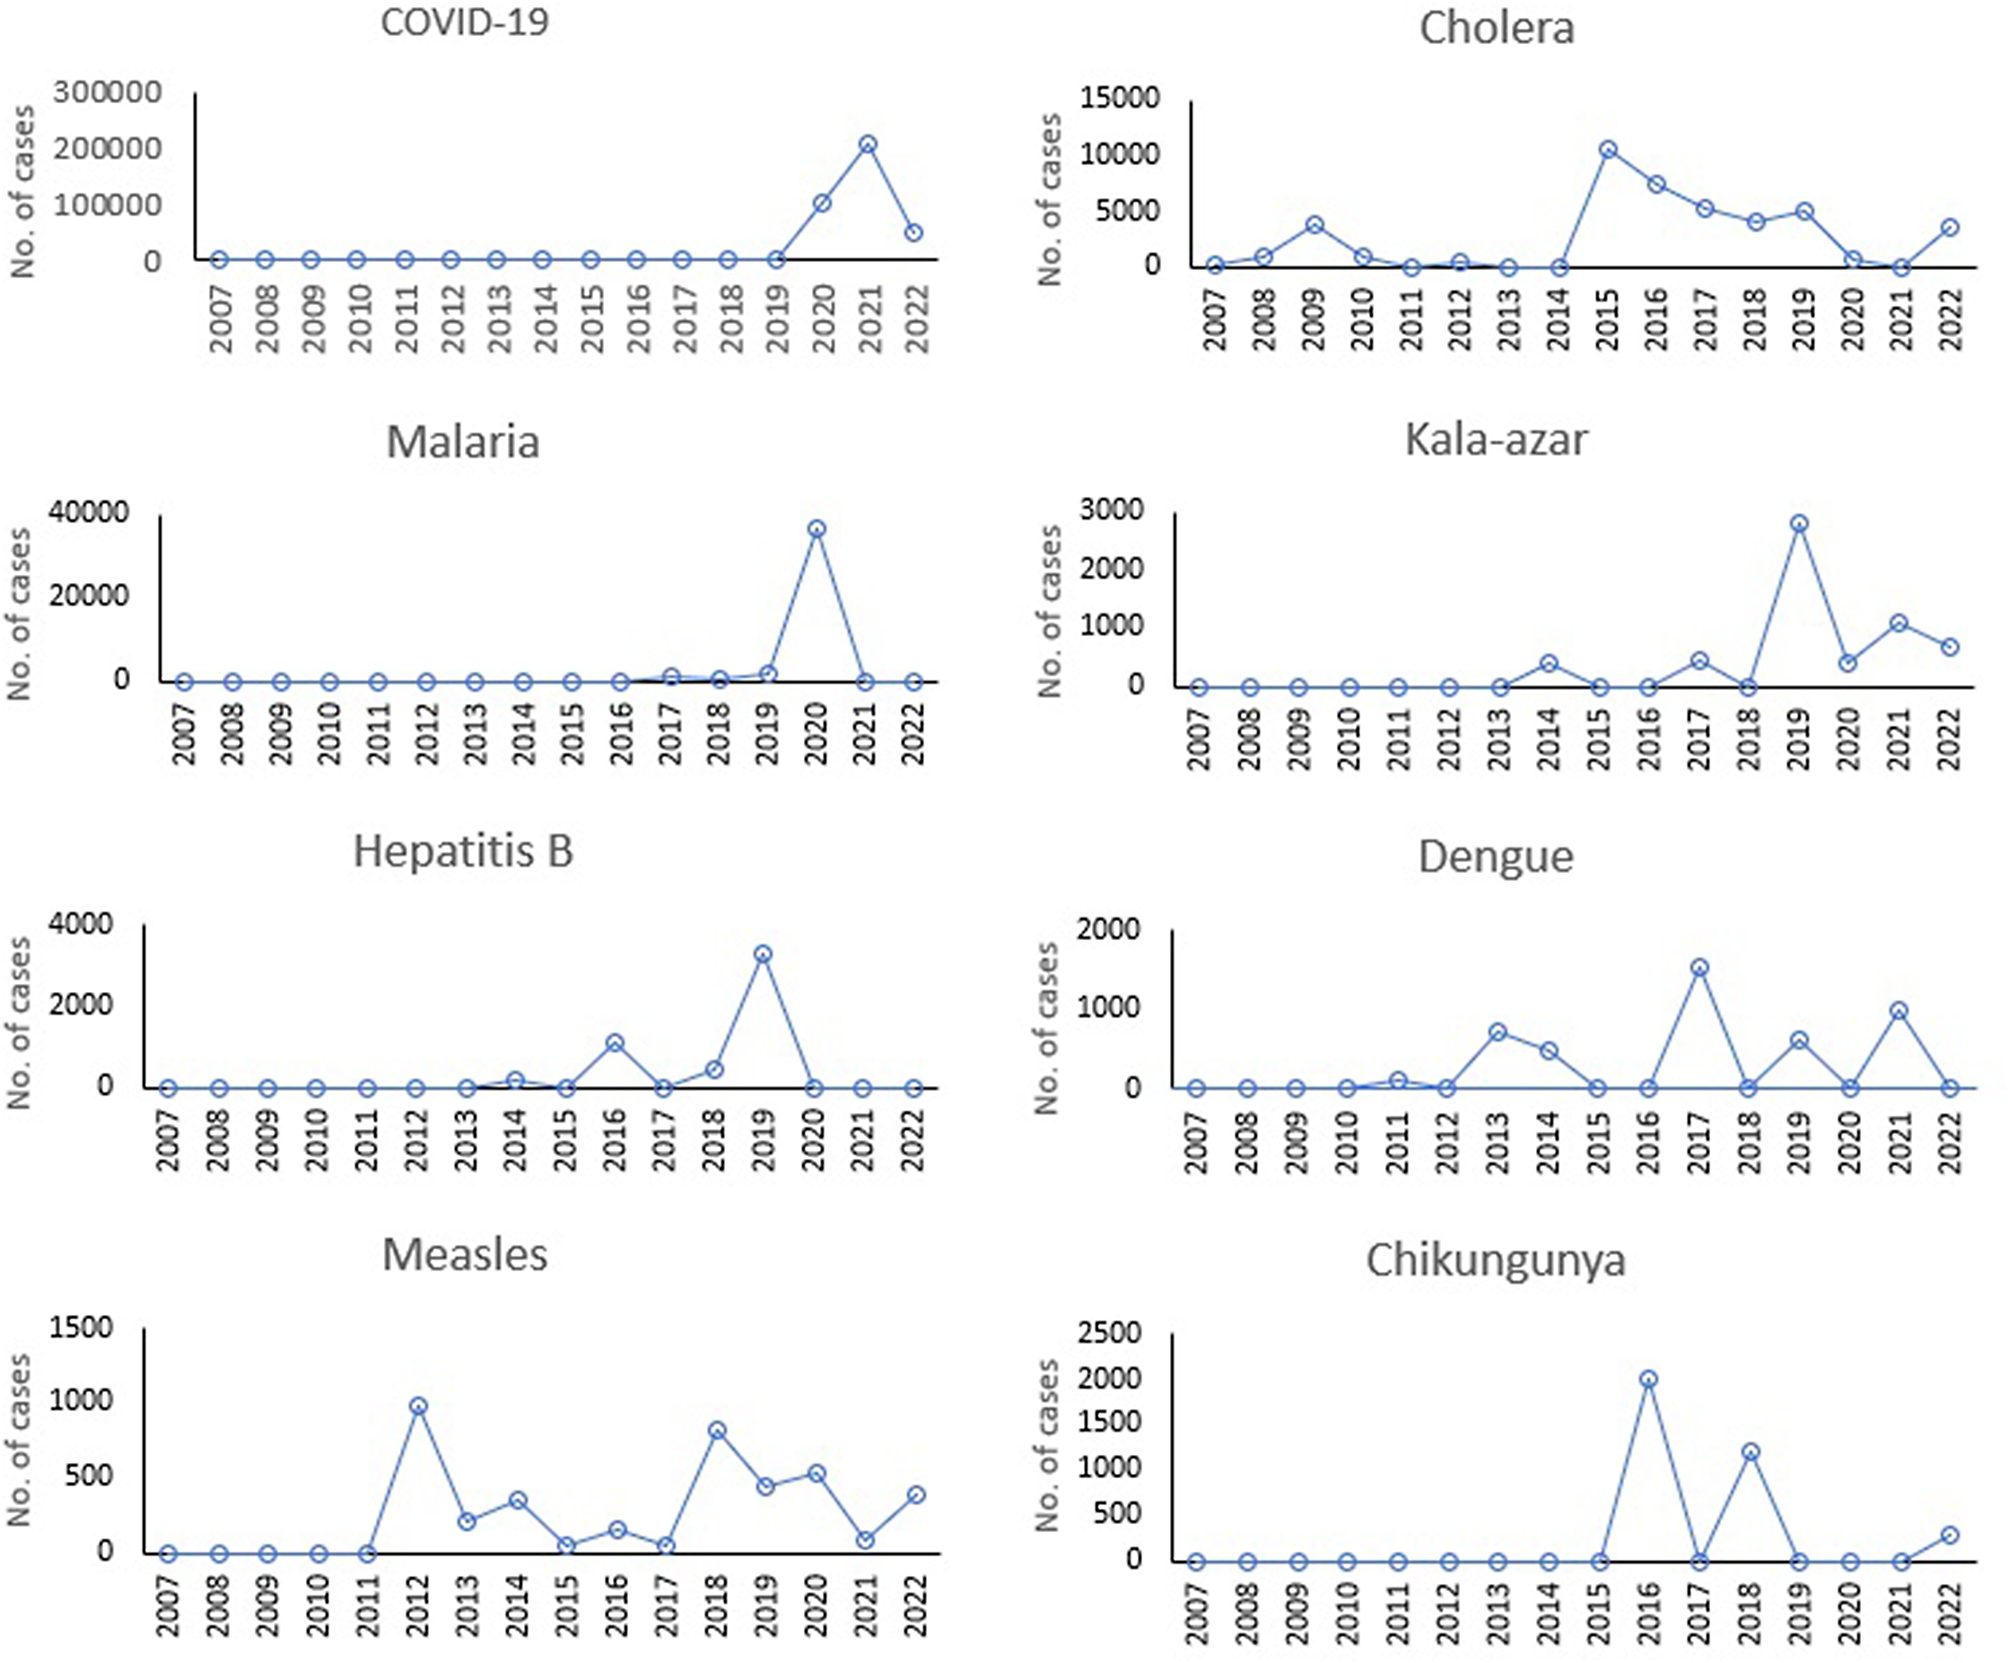 COVID-19
No. of cases
300000
200000
100000
0
2007 2008 2009 2010 2011 2012 2013 2014 2015 2016 2017 2018 2019 2020 2021 2022
Cholera
No. of cases
15000
10000
5000
0
2007 2008 2009 2010 2011 2012 2013 2014 2015 2016 2017 2018 2019 2020 2021 2022
Malaria
No. of cases
40000
20000
0
2007 2008 2009 2010 2011 2012 2013 2014 2015 2016 2017 2018 2019 2020 2021 2022
Kala-azar
No. of cases
3000
2000
1000
0
2007 2008 2009 2010 2011 2012 2013 2014 2015 2016 2017 2018 2019 2020 2021 2022
Hepatitis B
No. of cases
4000
2000
0
2007 2008 2009 2010 2011 2012 2013 2014 2015 2016 2017 2018 2019 2020 2021 2022
Dengue
No. of cases
2000
1000
0
2007 2008 2009 2010 2011 2012 2013 2014 2015 2016 2017 2018 2019 2020 2021 2022
Measles
No. of cases
1500
1000
500
0
2007 2008 2009 2010 2011 2012 2013 2014 2015 2016 2017 2018 2019 2020 2021 2022
Chikungunya
No. of cases
2500
2000
1500
1000
500
0
2007 2008 2009 2010 2011 2012 2013 2014 2015 2016 2017 2018 2019 2020 2021 2022